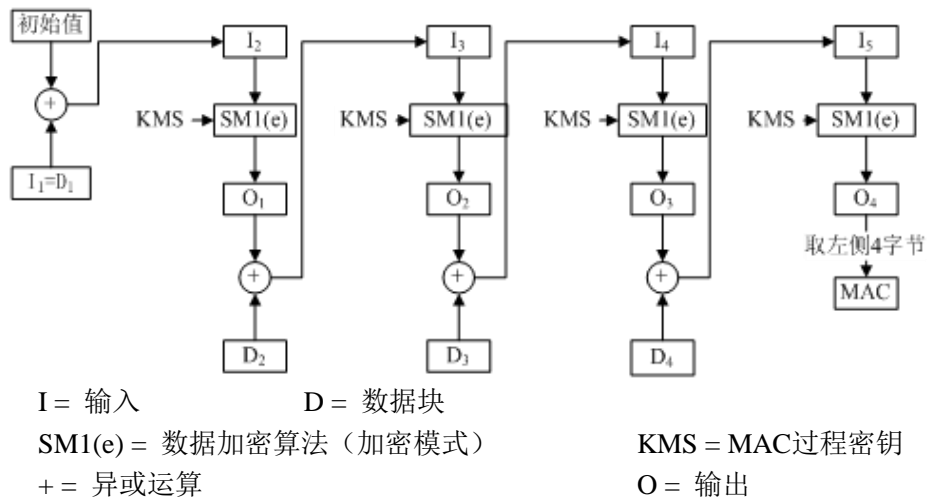 初始值
I₂
I₃
I₄
I₅
+
KMS
SM1(e)
KMS
SM1(e)
KMS
SM1(e)
KMS
SM1(e)
I₁=D₁
O₁
O₂
O₃
O₄
取左侧4字节
+
+
+
MAC
D₂
D₃
D₄
I = 输入 D = 数据块
SM1(e) = 数据加密算法（加密模式） KMS = MAC过程密钥
+ = 异或运算 O = 输出